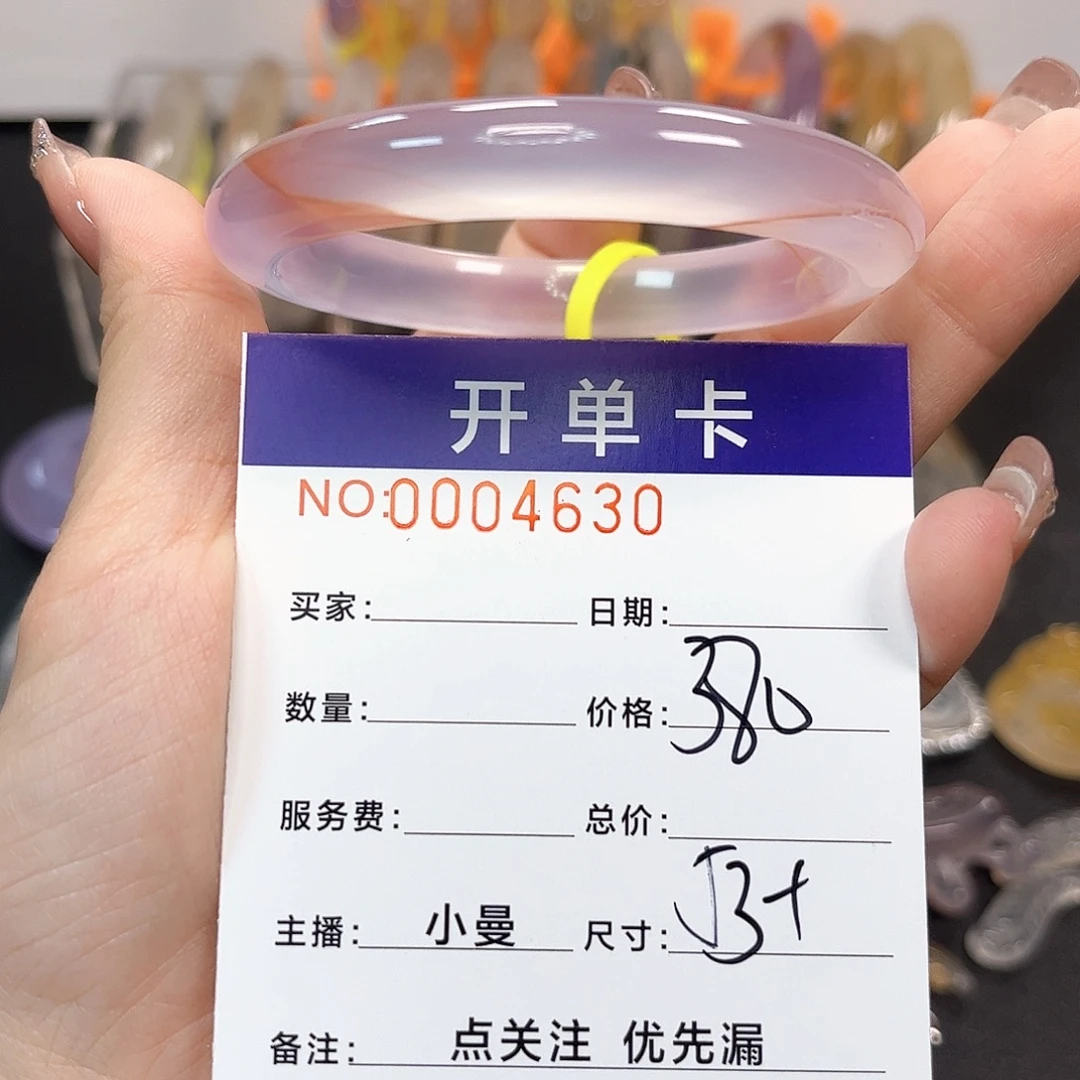 开单卡
NO:0004630
买家: 日期:
数量: 价格: 380
服务费: 总价:
主播: 小曼 尺寸: 53+
备注: 点关注 优先漏